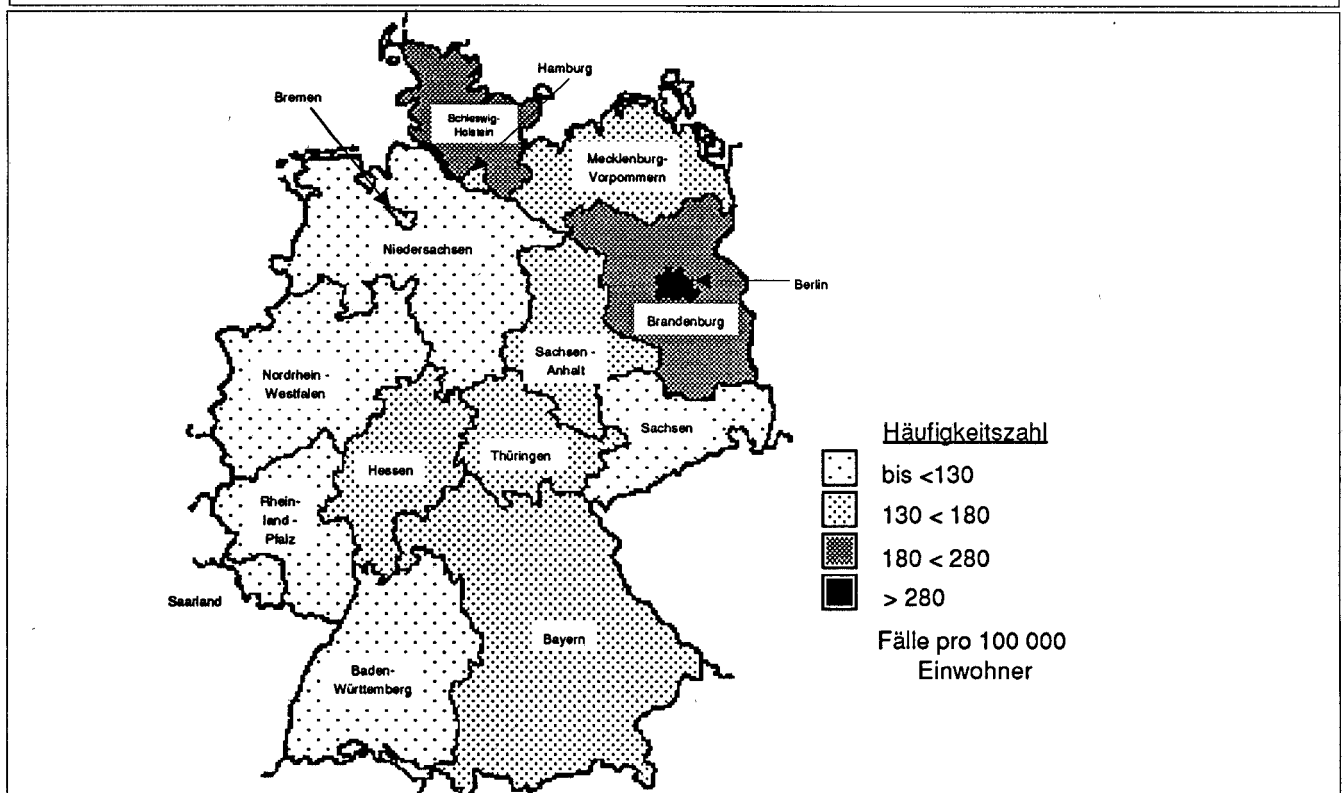 Hamburg
Bremen
Schleswig-
Holstein
Mecklenburg-
Vorpommern
Niedersachsen
Berlin
Brandenburg
Sachsen -
Anhalt
Nordrhein -
Westfalen
Sachsen
Hessen
Thüringen
Rhein-
land -
Pfalz
Saarland
Bayern
Baden-
Württemberg
Häufigkeitszahl
bis <130
130 < 180
180 < 280
> 280
Fälle pro 100 000
Einwohner